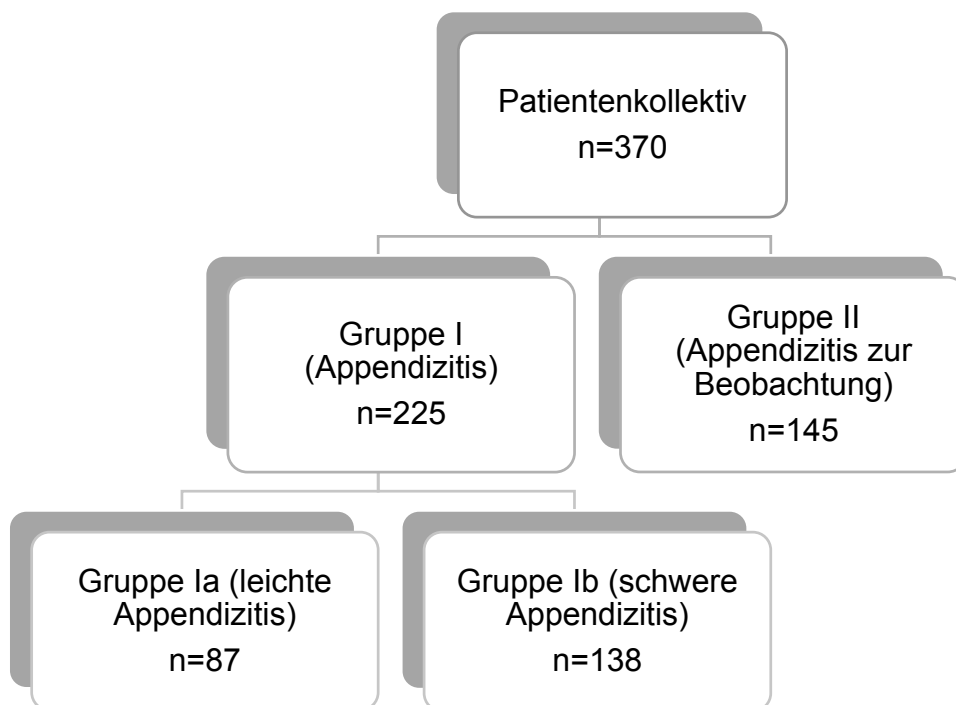 Patientenkollektiv
n=370
Gruppe I
(Appendizitis)
n=225
Gruppe II
(Appendizitis zur
Beobachtung)
n=145
Gruppe Ia (leichte
Appendizitis)
n=87
Gruppe Ib (schwere
Appendizitis)
n=138